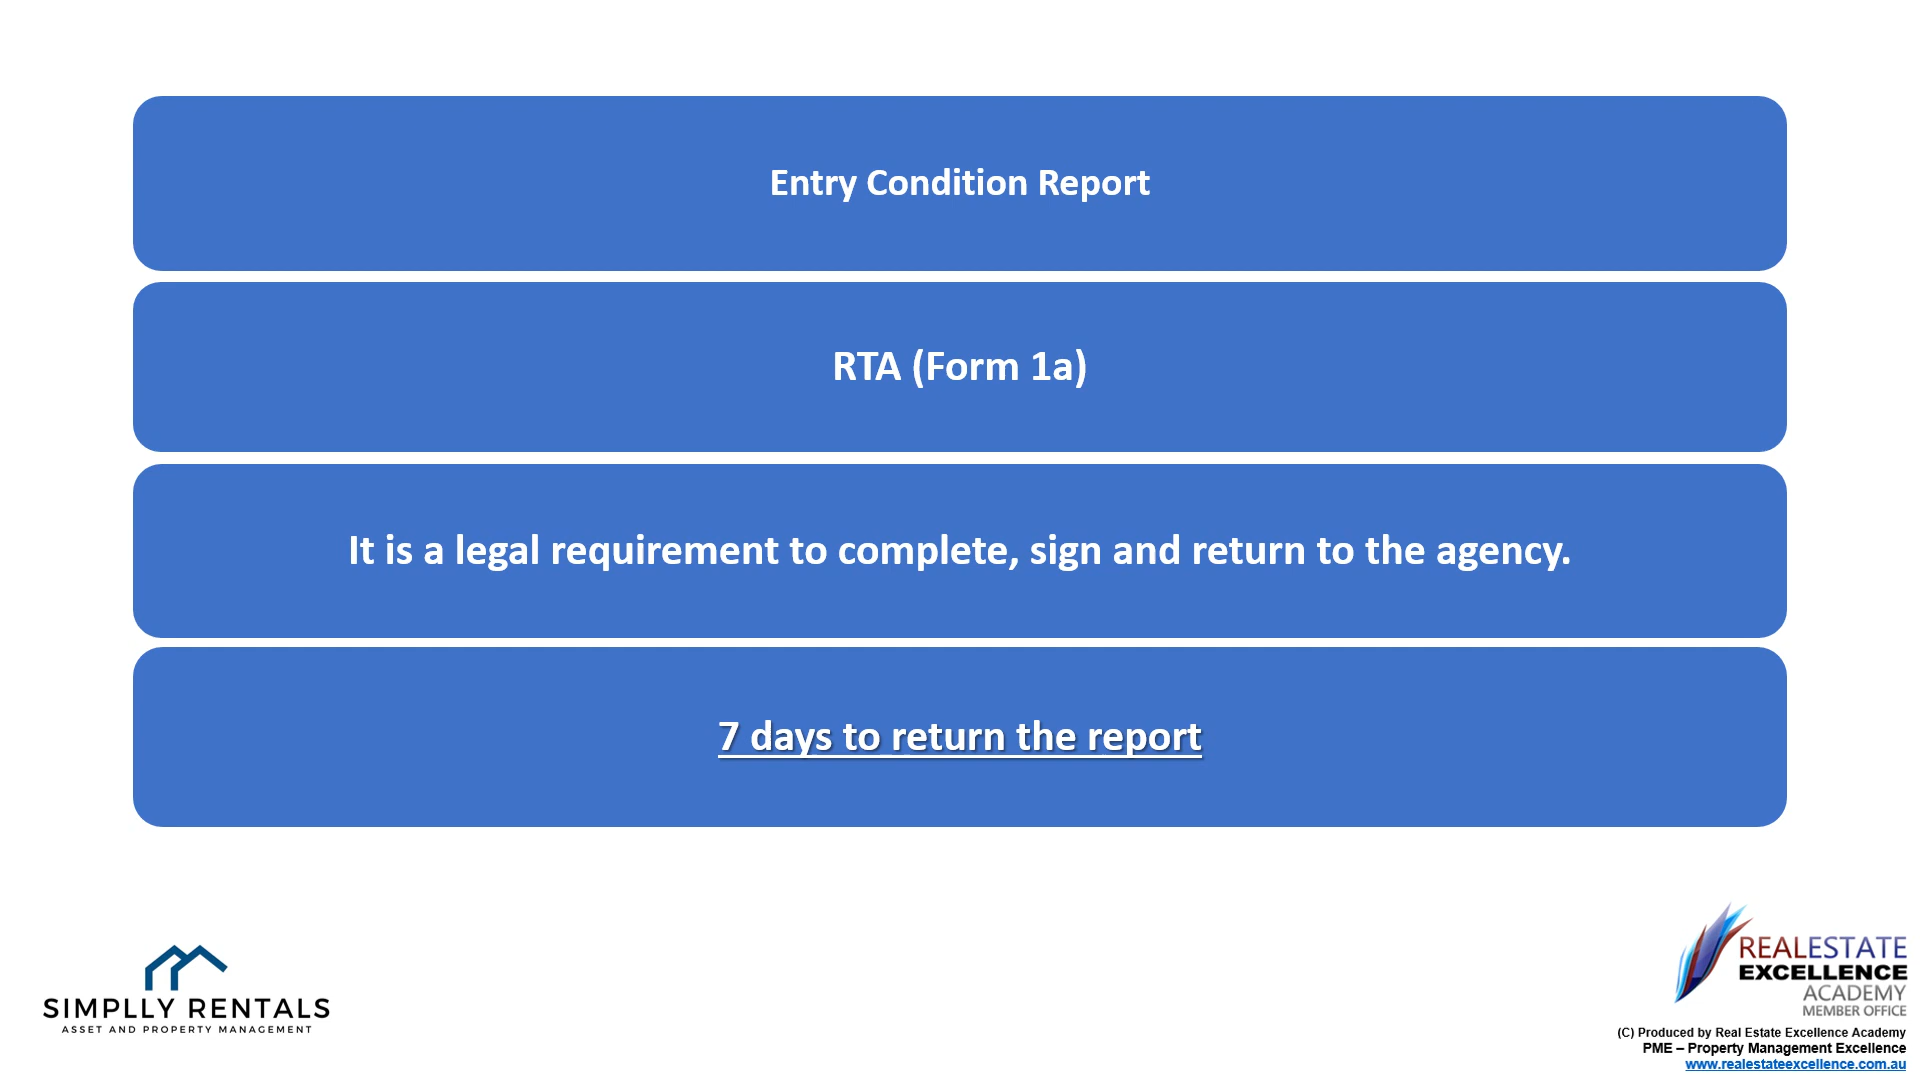 Entry Condition Report
RTA (Form 1a)
It is a legal requirement to complete, sign and return to the agency.
7 days to return the report
SIMPLLY RENTALS
ASSET AND PROPERTY MANAGEMENT
REALESTATE
EXCELLENCE
ACADEMY
MEMBER OFFICE
(C) Produced by Real Estate Excellence Academy
PME – Property Management Excellence
www.realestateexcellence.com.au